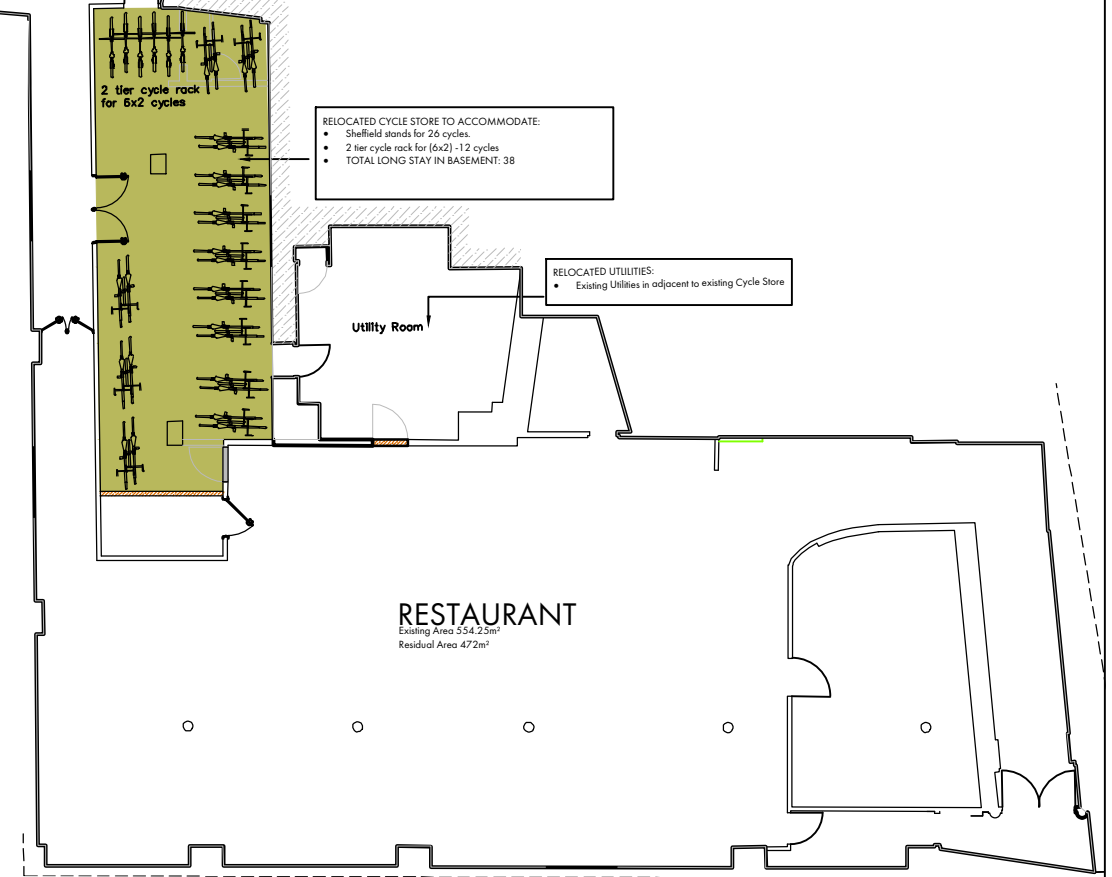 2 tier cycle rack
for 6x2 cycles
RELOCATED CYCLE STORE TO ACCOMMODATE:
• Sheffield stands for 26 cycles.
• 2 tier cycle rack for (6x2) -12 cycles
• TOTAL LONG STAY IN BASEMENT: 38
RELOCATED UTILITIES:
• Existing Utilities in adjacent to existing Cycle Store
Utility Room
RESTAURANT
Existing Area 554.25m²
Residual Area 472m²